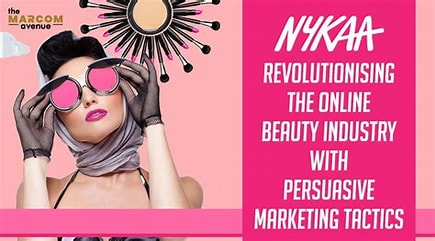 the
MARCOM
avenue
NYKAA
REVOLUTIONISING
THE ONLINE
BEAUTY INDUSTRY
WITH
PERSUASIVE
MARKETING TACTICS